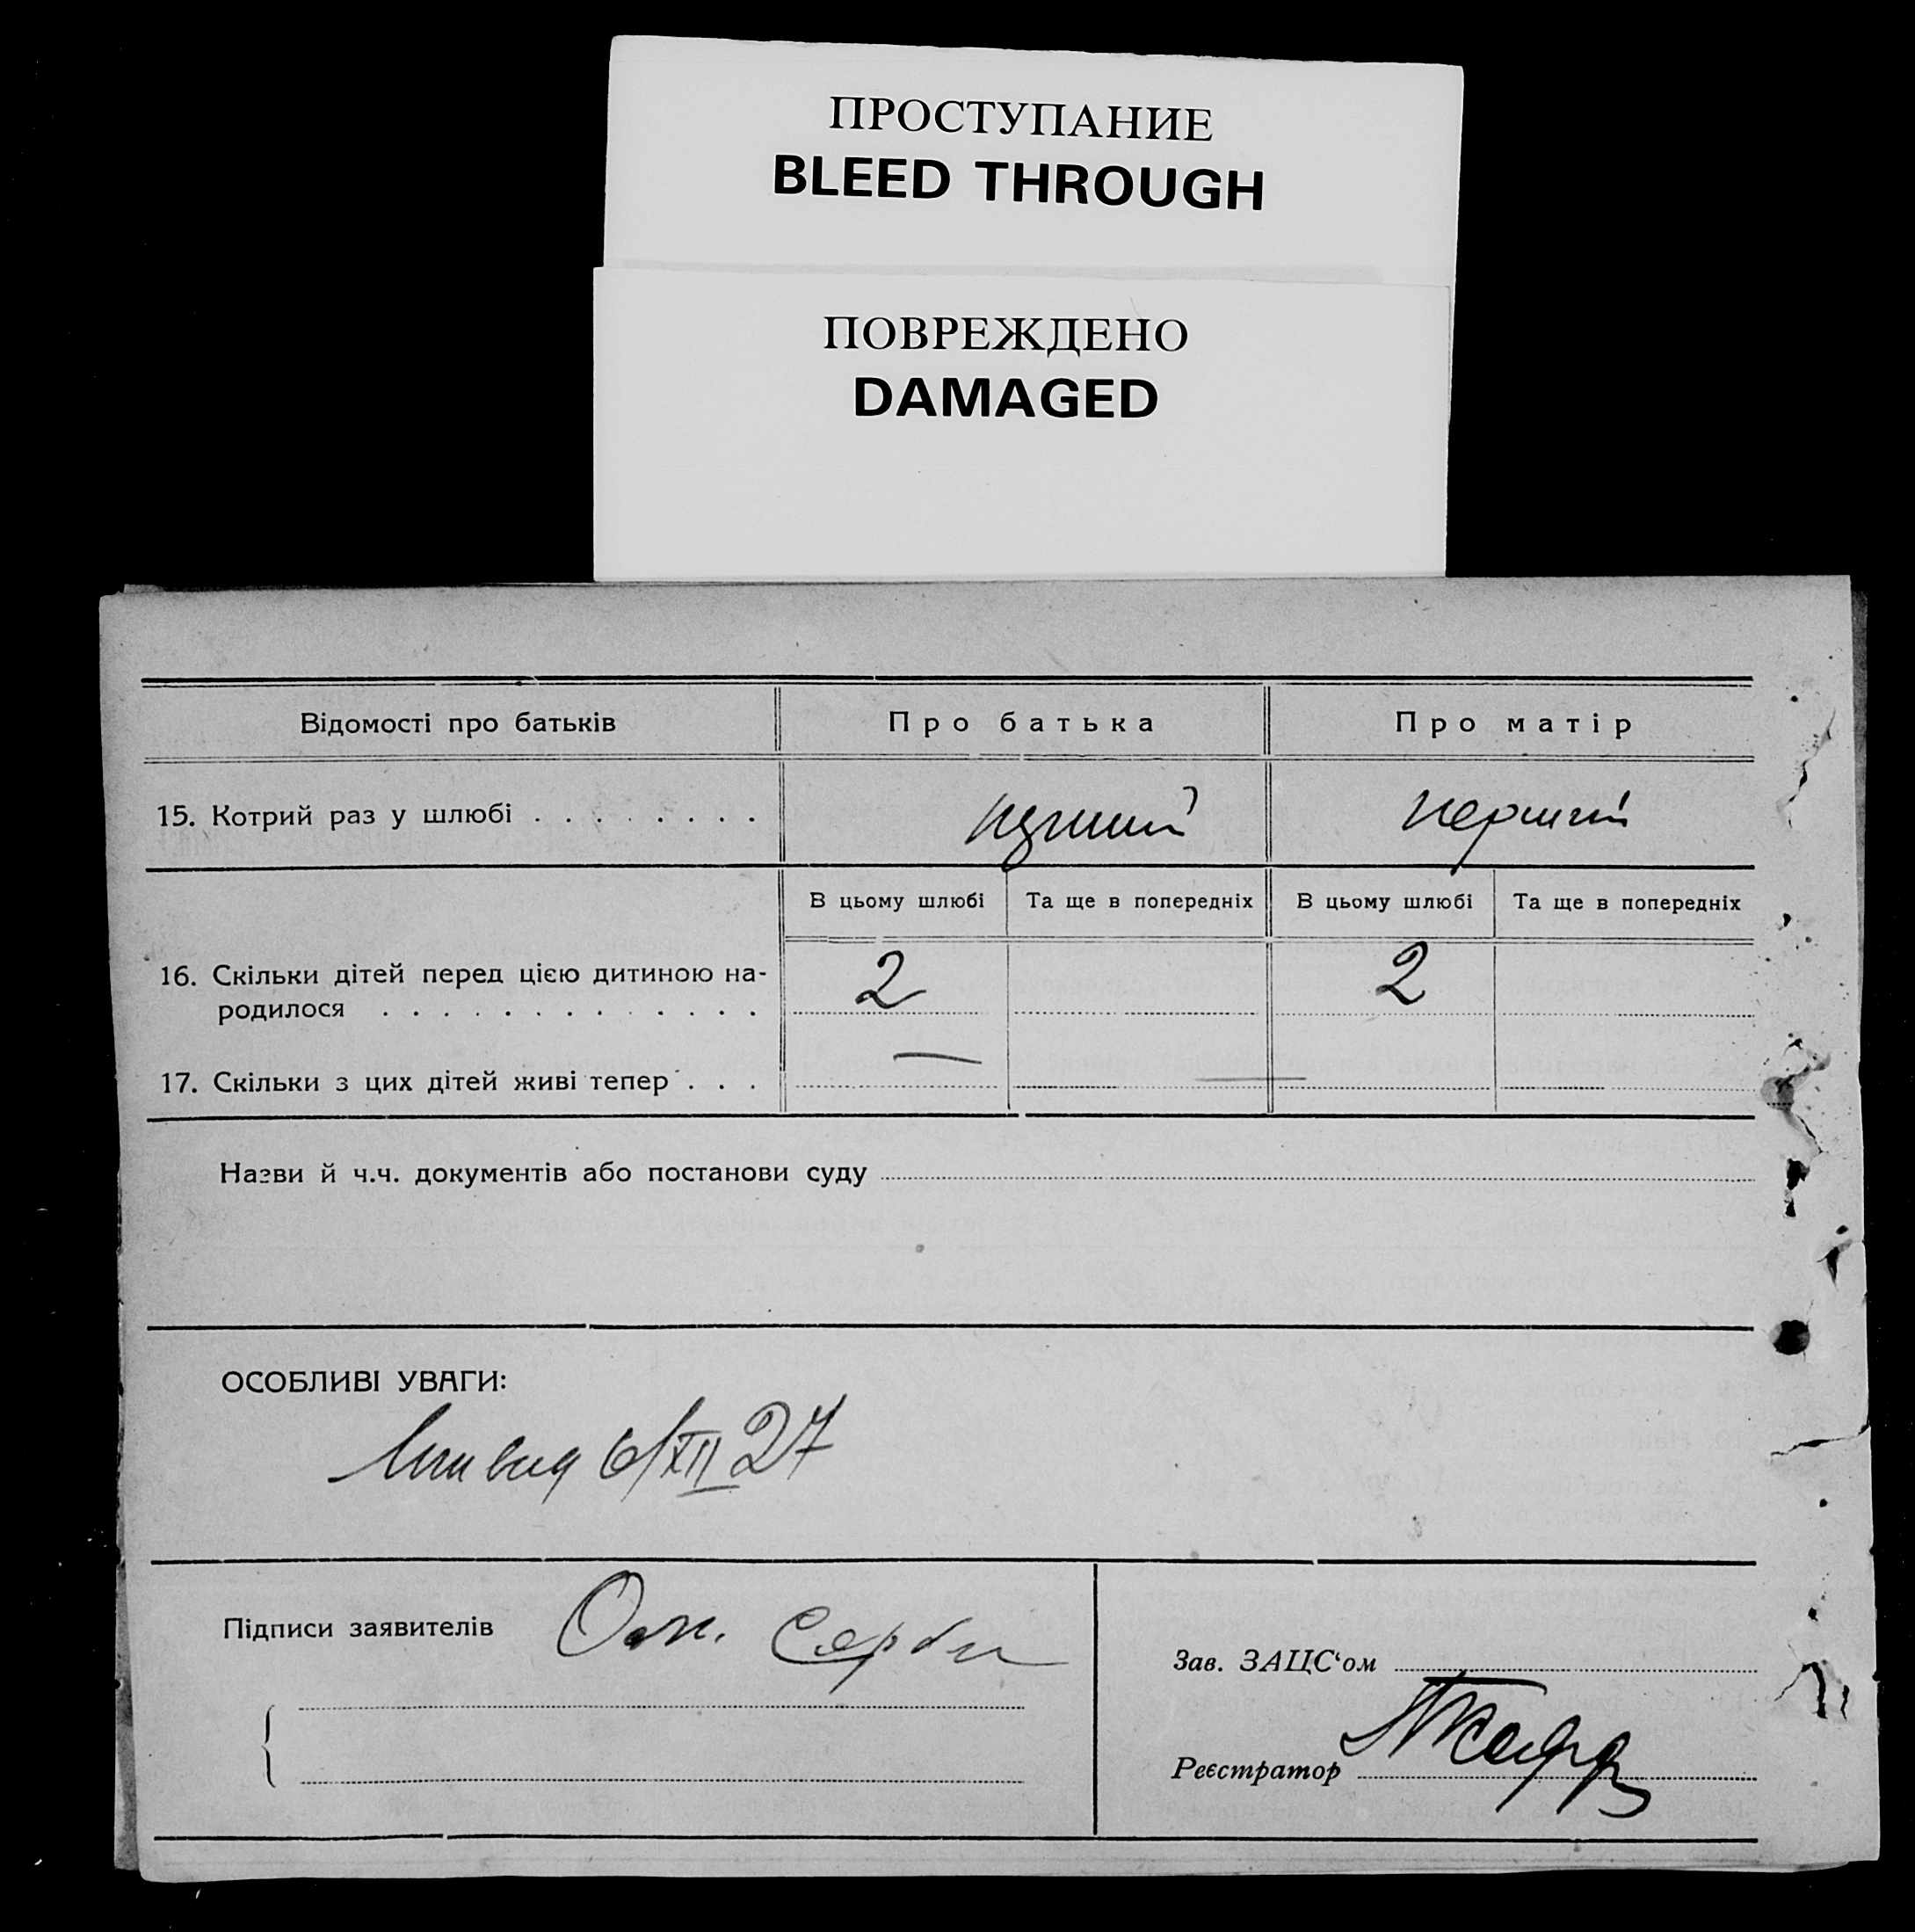 ПРОСТУПАНИЕ
BLEED THROUGH
ПОВРЕЖДЕНО
DAMAGED
Відомості про батьків Про батька Про матір
15. Котрий раз у шлюбі . . . . . . . . перший
В цьому шлюбі Та ще в попередніх В цьому шлюбі Та ще в попередніх
16. Скільки дітей перед цією дитиною на- 2 2
родилося . . . . . . . . . . . . .
17. Скільки з цих дітей живі тепер . . . —
Назви й ч.ч. документів або постанови суду
ОСОБЛИВІ УВАГИ:
6/XII 27
Підписи заявителів
Зав. ЗАЦС‘ом
Реєстратор